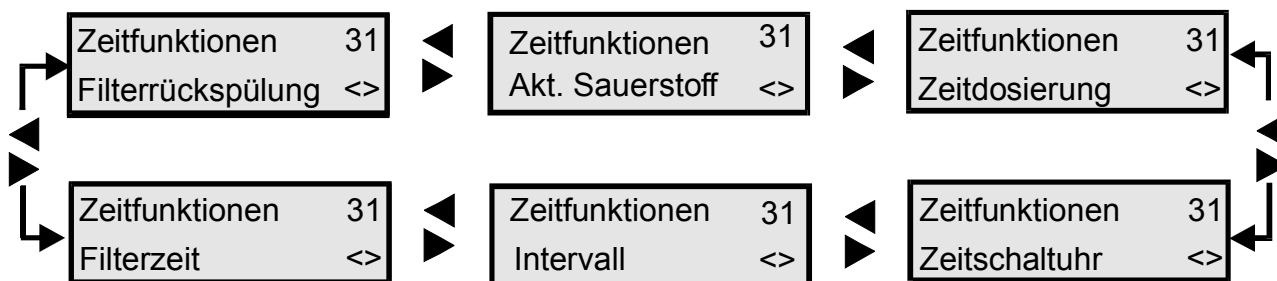 Zeitfunktionen 31
Filterrückspülung <>
Zeitfunktionen 31
Akt. Sauerstoff <>
Zeitfunktionen 31
Zeitdosierung <>
Zeitfunktionen 31
Filterzeit <>
Zeitfunktionen 31
Intervall <>
Zeitfunktionen 31
Zeitschaltuhr <>